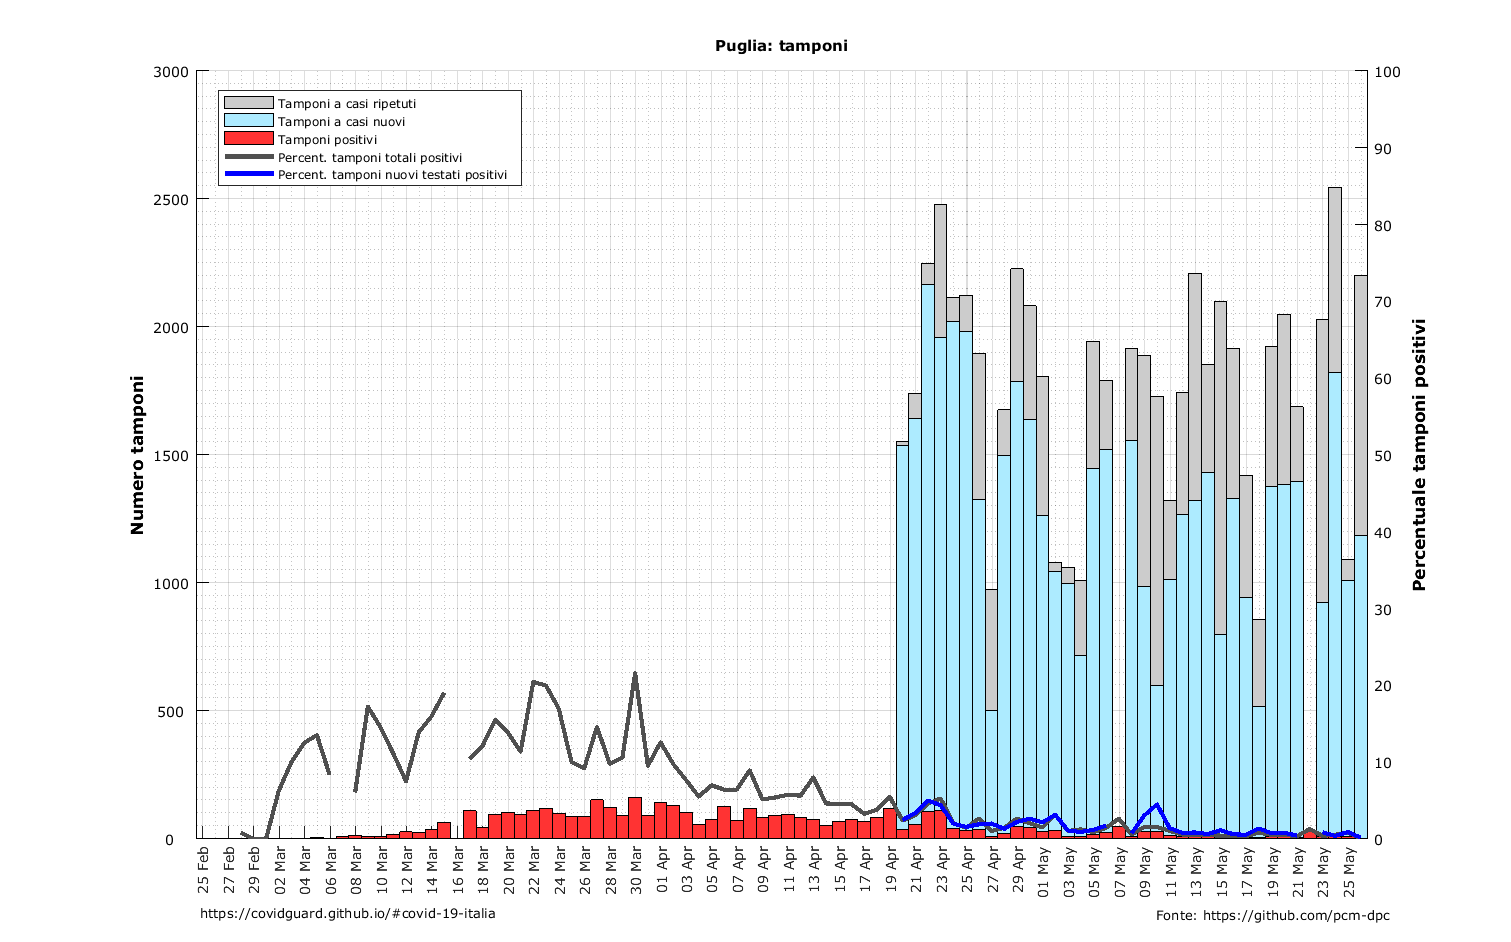 Puglia: tamponi
Tamponi a casi ripetuti
Tamponi a casi nuovi
Tamponi positivi
Percent. tamponi totali positivi
Percent. tamponi nuovi testati positivi
Numero tamponi
3000
2500
2000
1500
1000
500
0
Percentuale tamponi positivi
100
90
80
70
60
50
40
30
20
10
0
25 Feb
27 Feb
29 Feb
02 Mar
04 Mar
06 Mar
08 Mar
10 Mar
12 Mar
14 Mar
16 Mar
18 Mar
20 Mar
22 Mar
24 Mar
26 Mar
28 Mar
30 Mar
01 Apr
03 Apr
05 Apr
07 Apr
09 Apr
11 Apr
13 Apr
15 Apr
17 Apr
19 Apr
21 Apr
23 Apr
25 Apr
27 Apr
29 Apr
01 May
03 May
05 May
07 May
09 May
11 May
13 May
15 May
17 May
19 May
21 May
23 May
25 May
https://covidguard.github.io/#covid-19-italia
Fonte: https://github.com/pcm-dpc